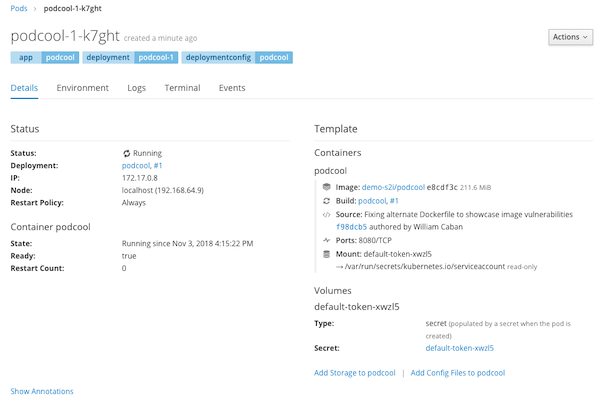 Pods › podcool-1-k7ght
podcool-1-k7ght created a minute ago
Actions
app podcool deployment podcool-1 deploymentconfig podcool
Details Environment Logs Terminal Events
Status
Status: Running
Deployment: podcool, #1
IP: 172.17.0.8
Node: localhost (192.168.64.9)
Restart Policy: Always
Container podcool
State: Running since Nov 3, 2018 4:15:22 PM
Ready: true
Restart Count: 0
Show Annotations
Template
Containers
podcool
Image: demo-s2i/podcool e8cdf3c 211.6 MiB
Build: podcool, #1
Source: Fixing alternate Dockerfile to showcase image vulnerabilities
f98dcb5 authored by William Caban
Ports: 8080/TCP
Mount: default-token-xwzl5
→ /var/run/secrets/kubernetes.io/serviceaccount read-only
Volumes
default-token-xwzl5
Type: secret (populated by a secret when the pod is
created)
Secret: default-token-xwzl5
Add Storage to podcool | Add Config Files to podcool